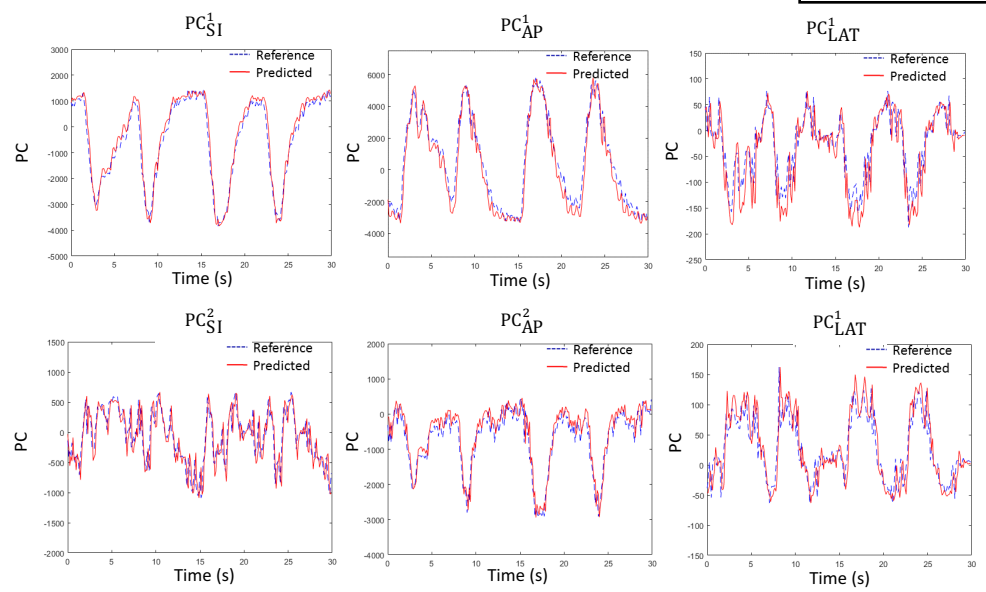 PC¹SI
3000
2000
1000
0
-1000
-2000
-3000
-4000
-5000
PC
Reference
Predicted
0 5 10 15 20 25 30
Time (s)
PC¹AP
6000
4000
2000
0
-2000
-4000
PC
Reference
Predicted
0 5 10 15 20 25 30
Time (s)
PC¹LAT
150
100
50
0
-50
-100
-150
-200
-250
PC
Reference
Predicted
0 5 10 15 20 25 30
Time (s)
PC²SI
1500
1000
500
0
-500
-1000
-1500
-2000
PC
Reference
Predicted
0 5 10 15 20 25 30
Time (s)
PC²AP
2000
1000
0
-1000
-2000
-3000
-4000
PC
Reference
Predicted
0 5 10 15 20 25 30
Time (s)
PC¹LAT
200
150
100
50
0
-50
-100
-150
PC
Reference
Predicted
0 5 10 15 20 25 30
Time (s)